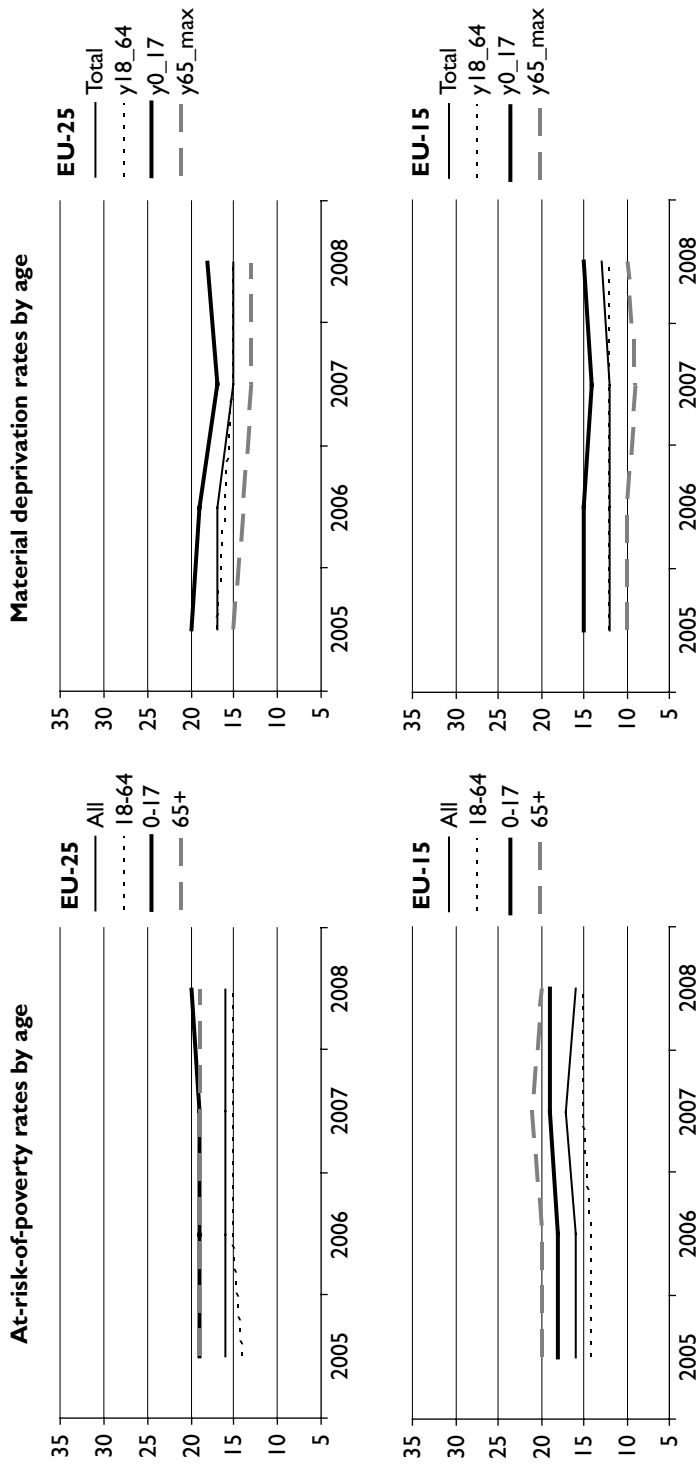 At-risk-of-poverty rates by age
35
30
25
20
15
10
5
2005 2006 2007 2008
EU-25
All
18-64
0-17
65+
Material deprivation rates by age
35
30
25
20
15
10
5
2005 2006 2007 2008
EU-25
Total
y18_64
y0_17
y65_max
35
30
25
20
15
10
5
2005 2006 2007 2008
EU-15
All
18-64
0-17
65+
35
30
25
20
15
10
5
2005 2006 2007 2008
EU-15
Total
y18_64
y0_17
y65_max